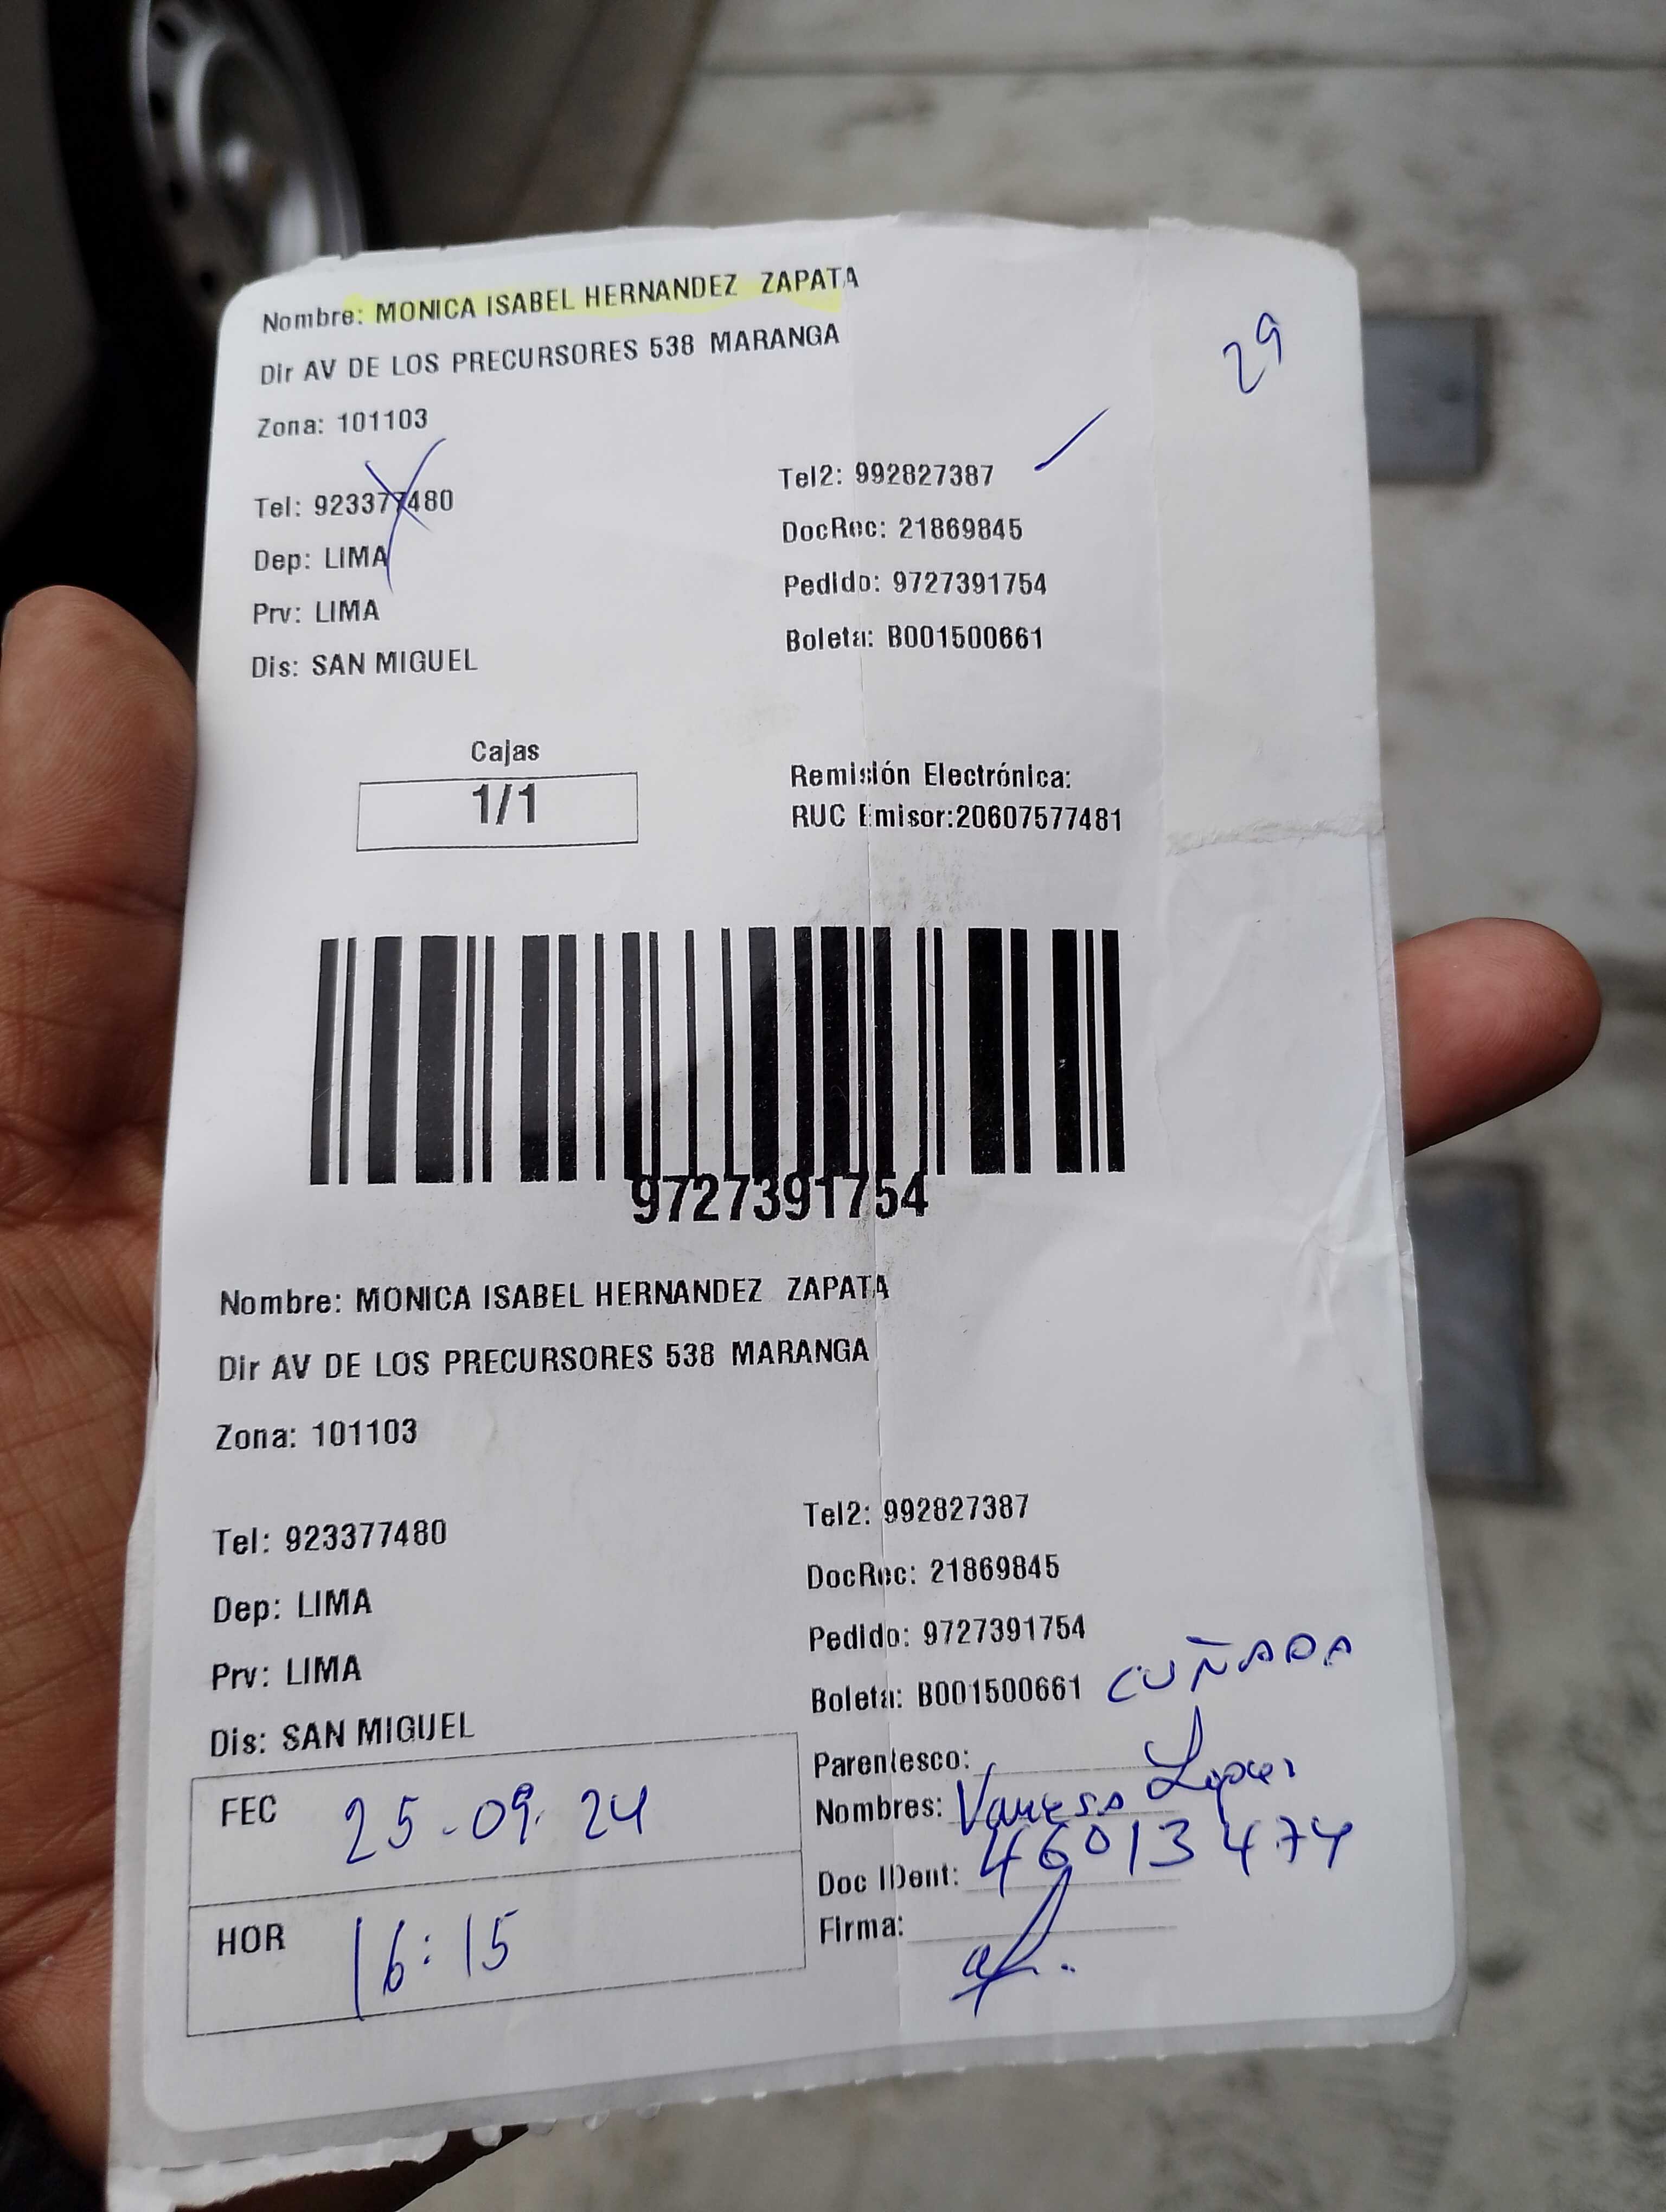 Nombre: MONICA ISABEL HERNANDEZ ZAPATA
Dir AV DE LOS PRECURSORES 538 MARANGA
29
Zona: 101103
Tel: 923377480
Tel2: 992827387
DocRec: 21869845
Dep: LIMA
Pedido: 9727391754
Prv: LIMA
Boleta: B001500661
Dis: SAN MIGUEL
Cajas
1/1
Remisión Electrónica:
RUC Emisor:20607577481
9727391754
Nombre: MONICA ISABEL HERNANDEZ ZAPATA
Dir AV DE LOS PRECURSORES 538 MARANGA
Zona: 101103
Tel: 923377480
Tel2: 992827387
DocRec: 21869845
Dep: LIMA
Pedido: 9727391754
Prv: LIMA
Boleta: B001500661
CUÑADA
Dis: SAN MIGUEL
Parentesco:
FEC 25-09-24
Nombres: Vanessa Lopez
Doc IDent: 46013474
HOR 16:15
Firma: